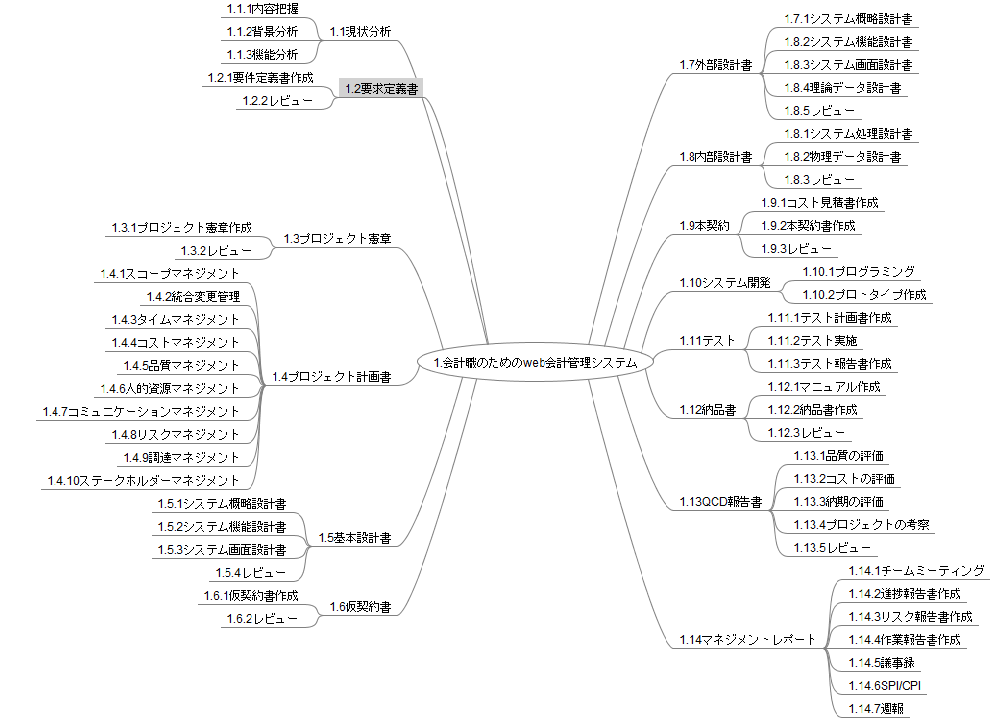 1.会計職のためのweb会計管理システム
1.1現状分析
1.1.1内容把握
1.1.2背景分析
1.1.3機能分析
1.2要求定義書
1.2.1要件定義書作成
1.2.2レビュー
1.3プロジェクト憲章
1.3.1プロジェクト憲章作成
1.3.2レビュー
1.4プロジェクト計画書
1.4.1スコープマネジメント
1.4.2統合変更管理
1.4.3タイムマネジメント
1.4.4コストマネジメント
1.4.5品質マネジメント
1.4.6人的資源マネジメント
1.4.7コミュニケーションマネジメント
1.4.8リスクマネジメント
1.4.9調達マネジメント
1.4.10ステークホルダーマネジメント
1.5基本設計書
1.5.1システム概略設計書
1.5.2システム機能設計書
1.5.3システム画面設計書
1.5.4レビュー
1.6仮契約書
1.6.1仮契約書作成
1.6.2レビュー
1.7外部設計書
1.7.1システム概略設計書
1.8.2システム機能設計書
1.8.3システム画面設計書
1.8.4理論データ設計書
1.8.5レビュー
1.8内部設計書
1.8.1システム処理設計書
1.8.2物理データ設計書
1.8.3レビュー
1.9本契約
1.9.1コスト見積書作成
1.9.2本契約書作成
1.9.3レビュー
1.10システム開発
1.10.1プログラミング
1.10.2プロトタイプ作成
1.11テスト
1.11.1テスト計画書作成
1.11.2テスト実施
1.11.3テスト報告書作成
1.12納品書
1.12.1マニュアル作成
1.12.2納品書作成
1.12.3レビュー
1.13QCD報告書
1.13.1品質の評価
1.13.2コストの評価
1.13.3納期の評価
1.13.4プロジェクトの考察
1.13.5レビュー
1.14マネジメントレポート
1.14.1チームミーティング
1.14.2進捗報告書作成
1.14.3リスク報告書作成
1.14.4作業報告書作成
1.14.5議事録
1.14.6SPI/CPI
1.14.7週報